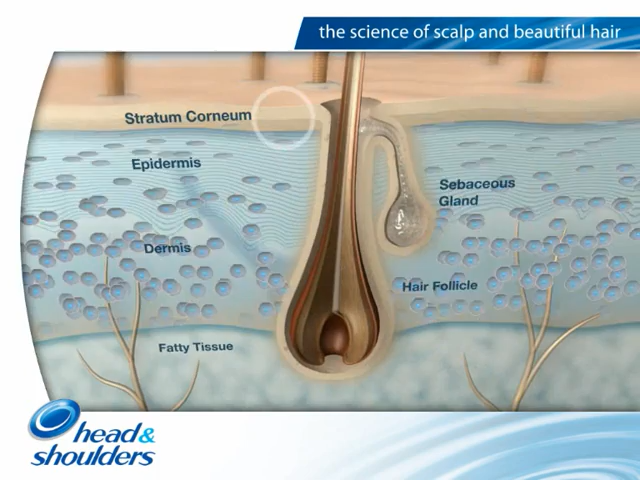 the science of scalp and beautiful hair
Stratum Corneum
Epidermis
Sebaceous
Gland
Dermis
Hair Follicle
Fatty Tissue
head&
shoulders